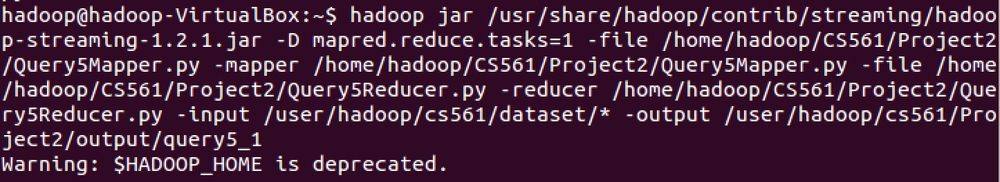 hadoop@hadoop-VirtualBox:~$ hadoop jar /usr/share/hadoop/contrib/streaming/hadoo
p-streaming-1.2.1.jar -D mapred.reduce.tasks=1 -file /home/hadoop/CS561/Project2
/Query5Mapper.py -mapper /home/hadoop/CS561/Project2/Query5Mapper.py -file /home
/hadoop/CS561/Project2/Query5Reducer.py -reducer /home/hadoop/CS561/Project2/Que
ry5Reducer.py -input /user/hadoop/cs561/dataset/* -output /user/hadoop/cs561/Pro
ject2/output/query5_1
Warning: $HADOOP_HOME is deprecated.